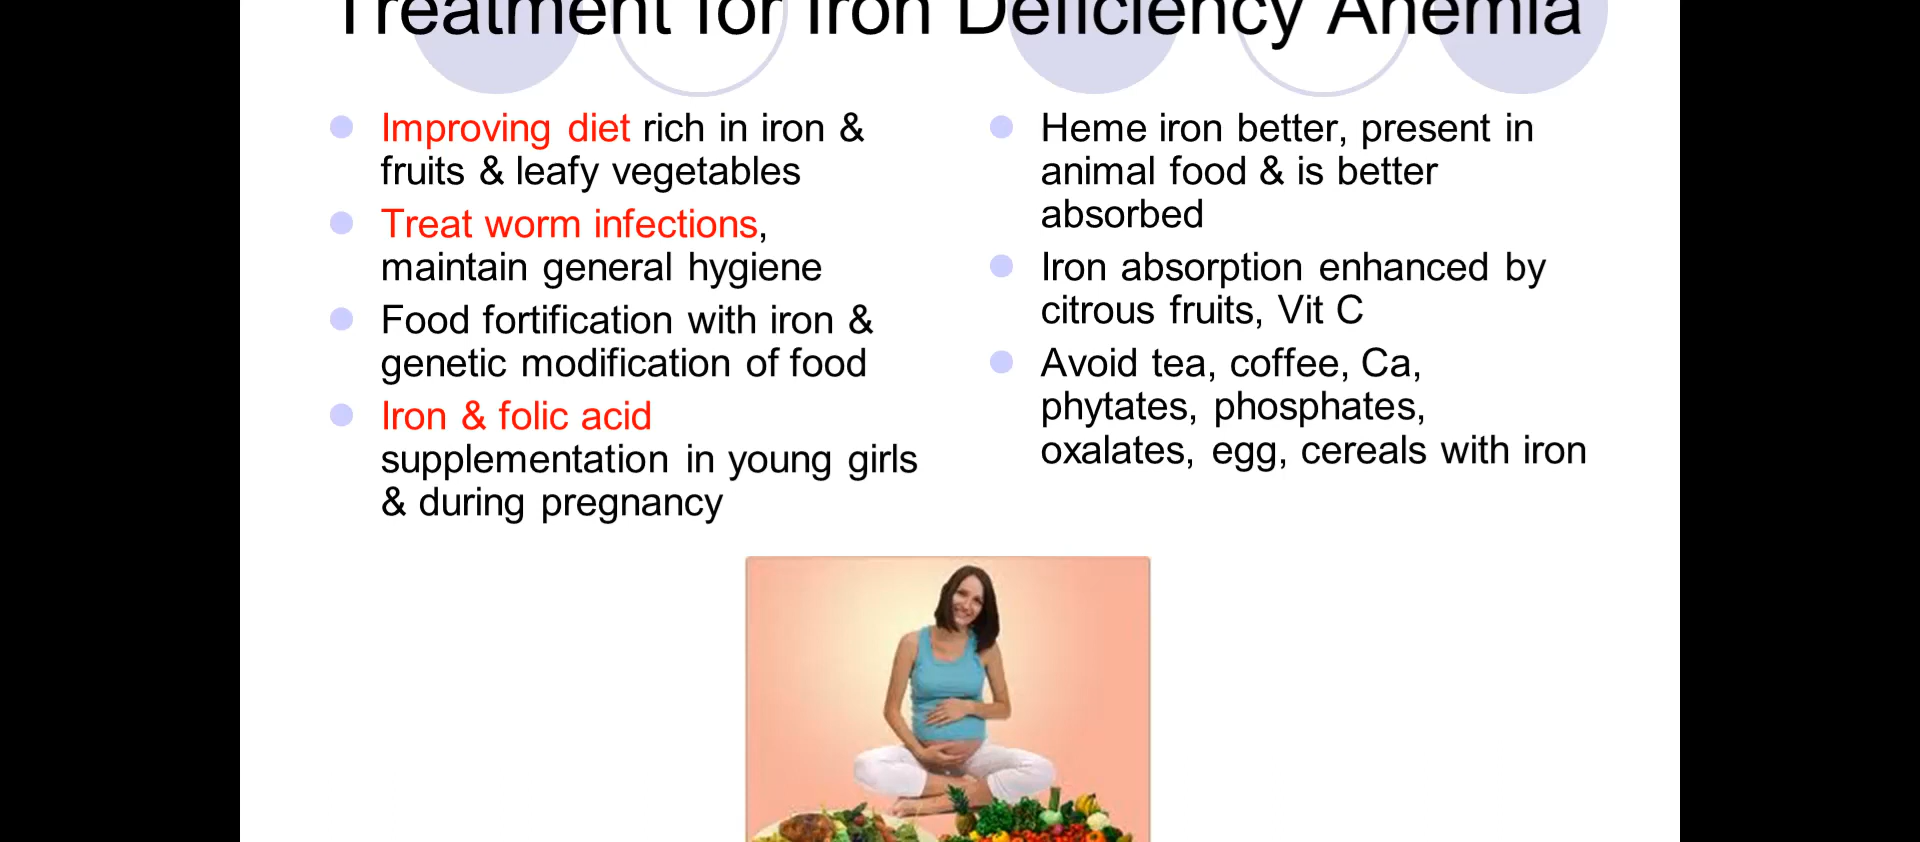 Treatment for Iron Deficiency Anemia
Improving diet rich in iron &
fruits & leafy vegetables
Treat worm infections,
maintain general hygiene
Food fortification with iron &
genetic modification of food
Iron & folic acid
supplementation in young girls
& during pregnancy
Heme iron better, present in
animal food & is better
absorbed
Iron absorption enhanced by
citrous fruits, Vit C
Avoid tea, coffee, Ca,
phytates, phosphates,
oxalates, egg, cereals with iron